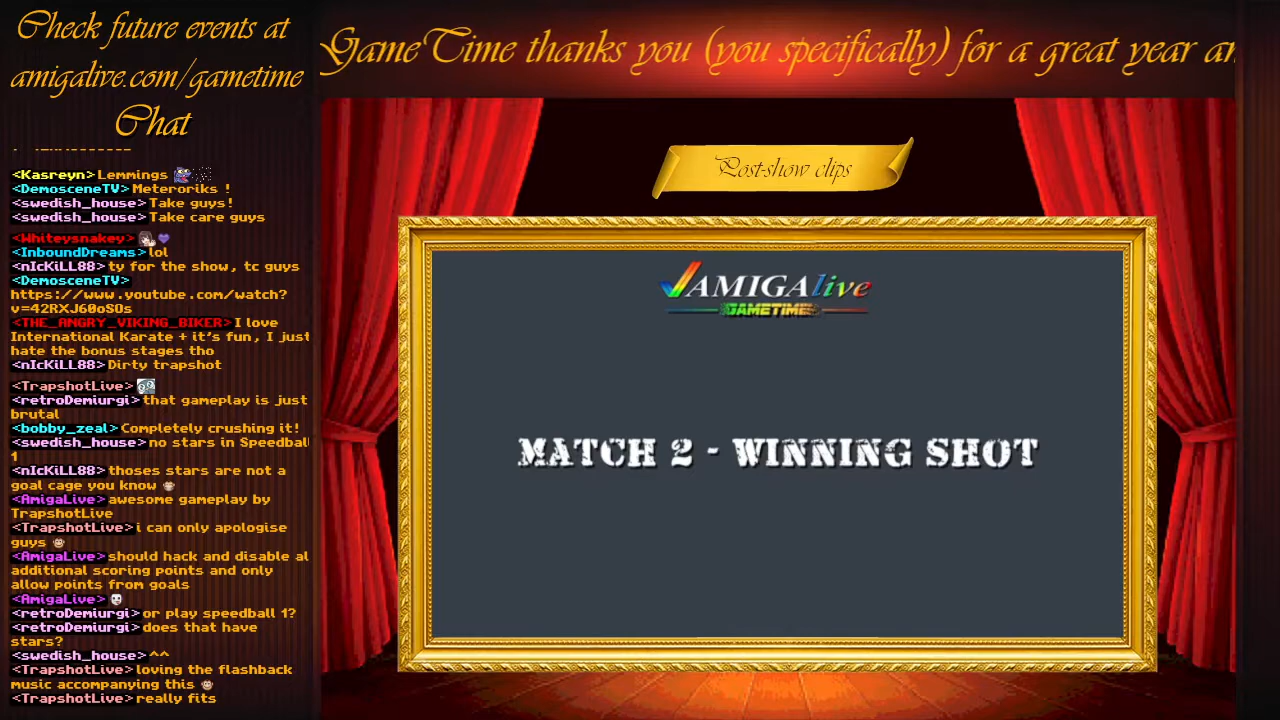 Check future events at
amigalive.com/gametime
Chat
<Kasreyn>Lemmings
<DemosceneTV>Meteroriks !
<swedish_house>Take guys!
<swedish_house>Take care guys
<Whiteysnakey>
<InboundDreams>lol
<nIcKiLL88>ty for the show, tc guys
<DemosceneTV>
https://www.youtube.com/watch?
v=42RXJ60oSOs
<THE_ANGRY_VIKING_BIKER>I love
International Karate + it's fun, I just
hate the bonus stages tho
<nIcKiLL88>Dirty trapshot
<TrapshotLive>
<retroDemiurgi>that gameplay is just
brutal
<bobby_zeal>Completely crushing it!
<swedish_house>no stars in Speedball
1
<nIcKiLL88>thoses stars are not a
goal cage you know
<AmigaLive>awesome gameplay by
TrapshotLive
<TrapshotLive>i can only apologise
guys
<AmigaLive>should hack and disable al
additional scoring points and only
allow points from goals
<AmigaLive>
<retroDemiurgi>or play speedball 1?
<retroDemiurgi>does that have
stars?
<swedish_house>^^
<TrapshotLive>loving the flashback
music accompanying this
<TrapshotLive>really fits
GameTime thanks you (you specifically) for a great year an
Post-show clips
AMIGAlive
GAMETIME
MATCH 2 - WINNING SHOT